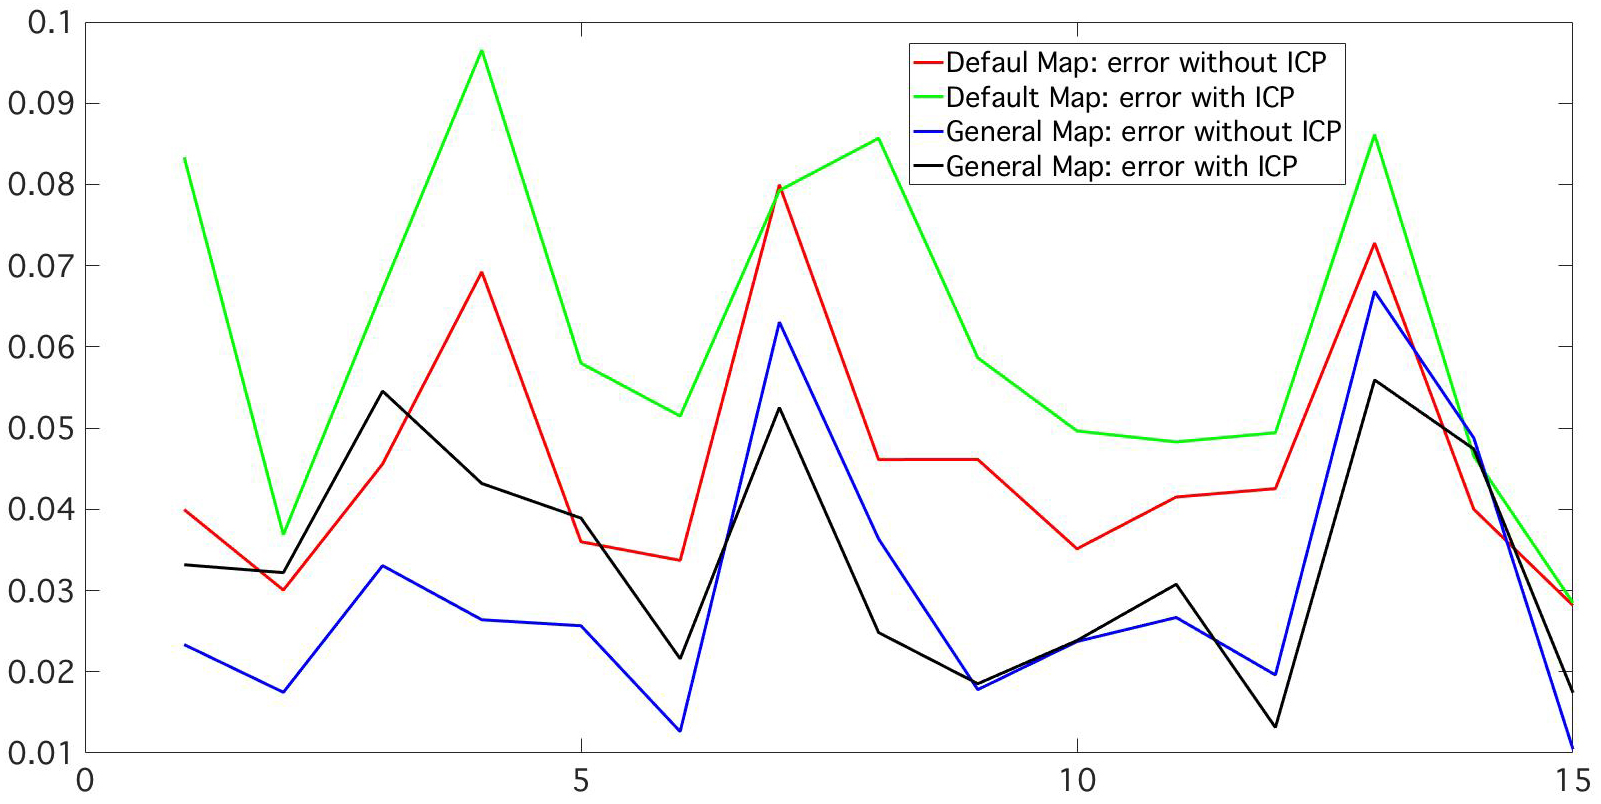 0.1
0.09
0.08
0.07
0.06
0.05
0.04
0.03
0.02
0.01
Defaul Map: error without ICP
Default Map: error with ICP
General Map: error without ICP
General Map: error with ICP
0 5 10 15